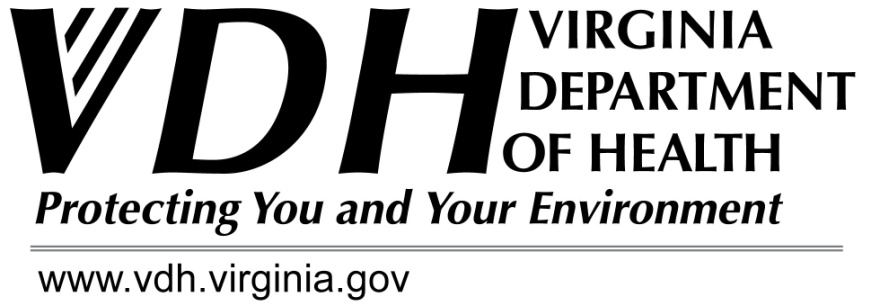 VDH
VIRGINIA
DEPARTMENT
OF HEALTH
Protecting You and Your Environment
www.vdh.virginia.gov